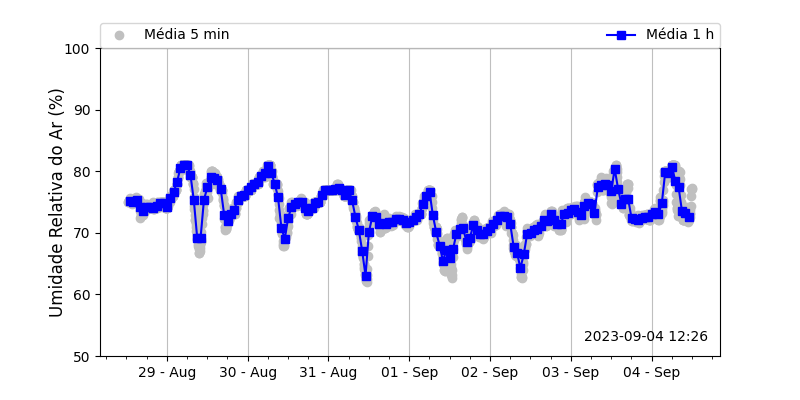 Média 5 min
Média 1 h
Umidade Relativa do Ar (%)
100
90
80
70
60
50
2023-09-04 12:26
29 - Aug
30 - Aug
31 - Aug
01 - Sep
02 - Sep
03 - Sep
04 - Sep